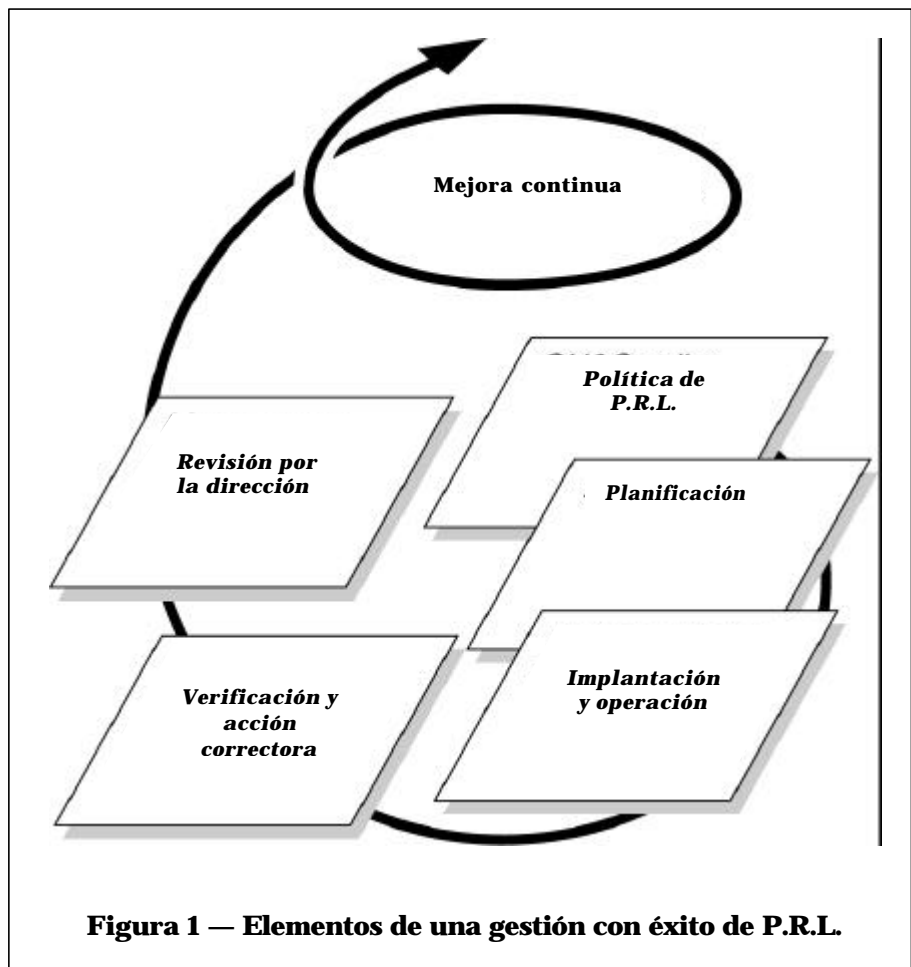 Mejora continua
Política de
P.R.L.
Planificación
Implantación
y operación
Verificación y
acción
correctora
Revisión por
la dirección
Figura 1 — Elementos de una gestión con éxito de P.R.L.